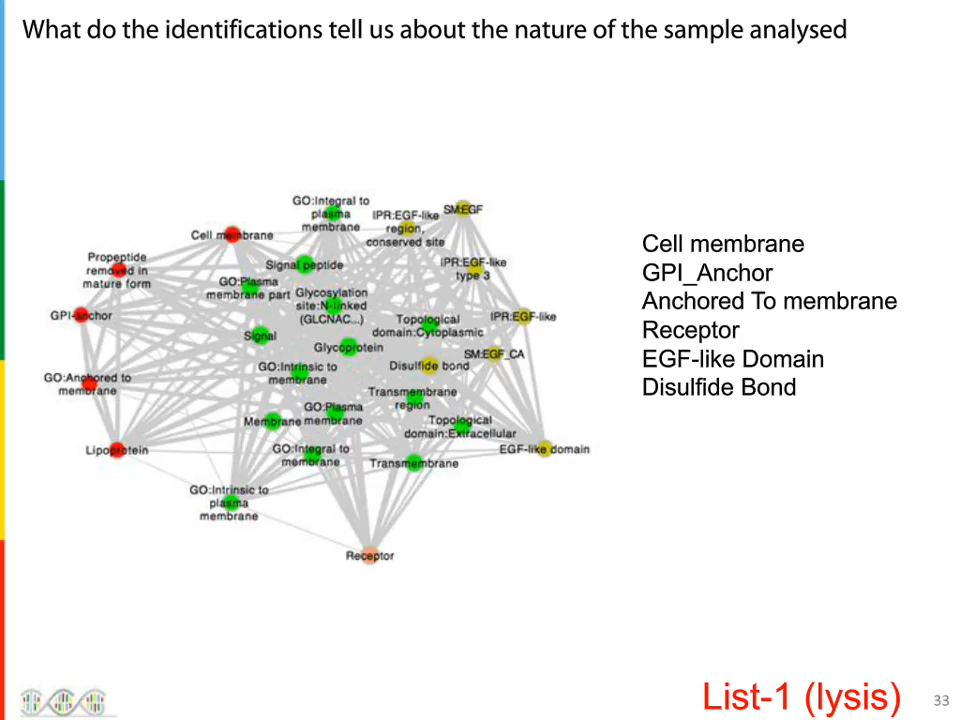 What do the identifications tell us about the nature of the sample analysed
GO:Integral to
plasma
membrane
IPR:EGF-like
region,
conserved site
SM:EGF
Cell membrane
Propeptide
removed in
mature form
Signal peptide
IPR:EGF-like
type 3
GO:Plasma
membrane part
Glycosylation
site:N-linked
(GLCNAC...)
GPI-anchor
Topological
domain:Cytoplasmic
IPR:EGF-like
Signal
Glycoprotein
SM:EGF_CA
GO:Intrinsic to
membrane
Disulfide bond
GO:Anchored to
membrane
Transmembrane
region
GO:Plasma
membrane
Membrane
Topological
domain:Extracellular
Lipoprotein
GO:Integral to
membrane
Transmembrane
EGF-like domain
GO:Intrinsic to
plasma
membrane
Receptor
Cell membrane
GPI_Anchor
Anchored To membrane
Receptor
EGF-like Domain
Disulfide Bond
List-1 (lysis)
33